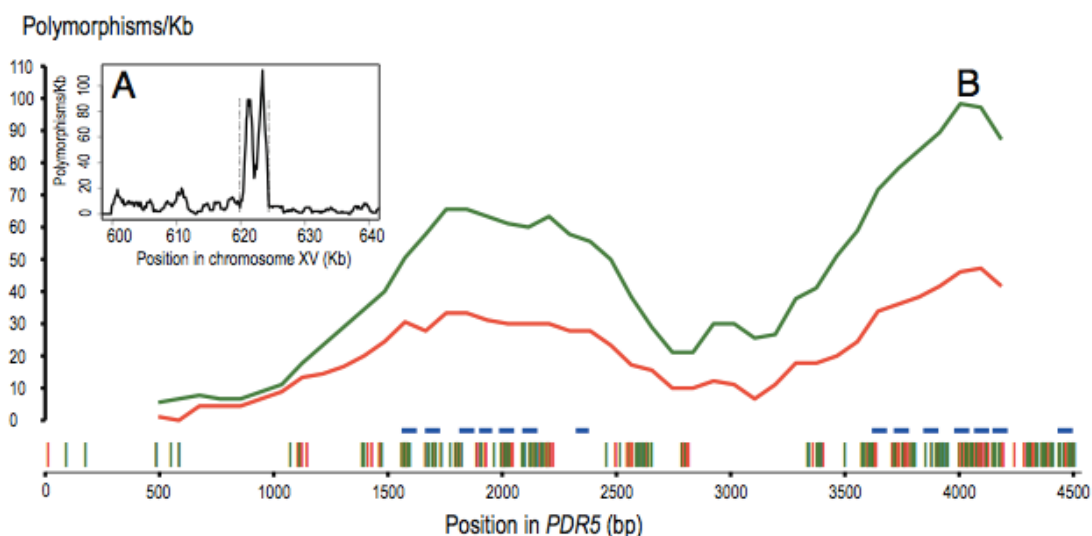 Polymorphisms/Kb
110
100
90
80
70
60
50
40
30
20
10
0
A
Polymorphisms/Kb
0 20 40 60 80 100
600 610 620 630 640
Position in chromosome XV (Kb)
B
0 500 1000 1500 2000 2500 3000 3500 4000 4500
Position in PDR5 (bp)